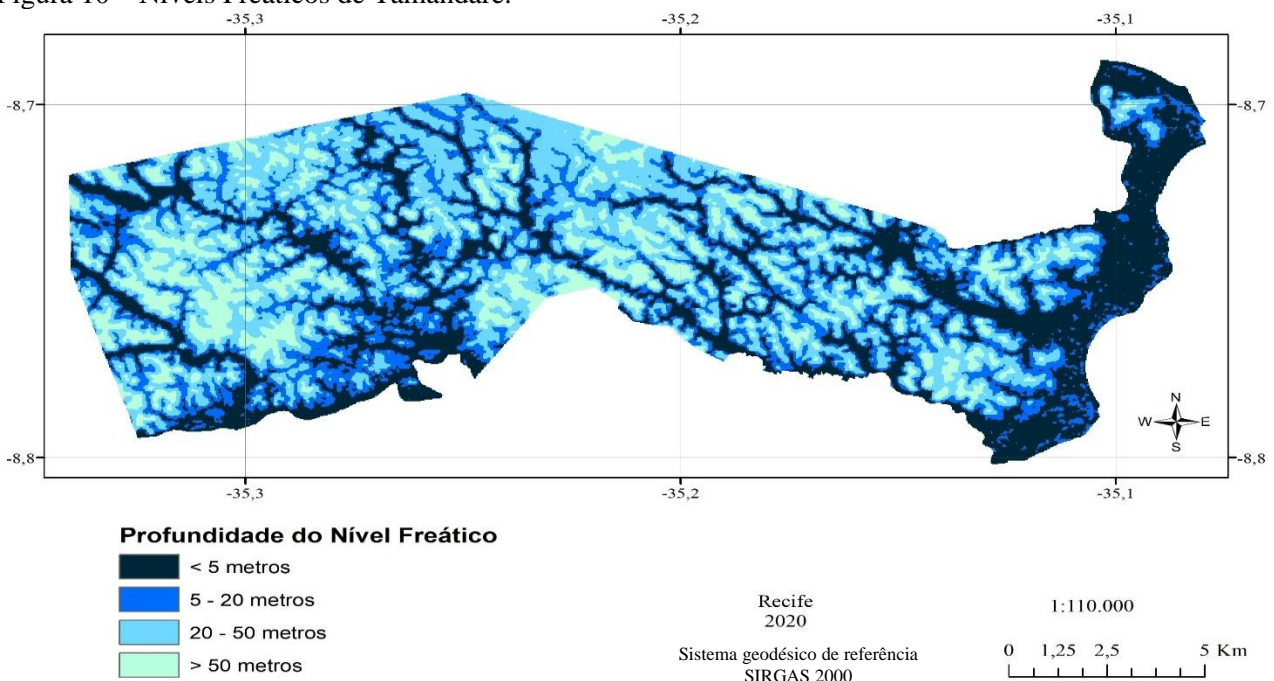 Figura 10 – Níveis Freáticos de Tamandaré.
-35,3 -35,2 -35,1
-8,7 -8,7
N
W E
S
-8,8 -8,8
-35,3 -35,2 -35,1
Profundidade do Nível Freático
< 5 metros
5 - 20 metros
20 - 50 metros
> 50 metros
Recife
2020
Sistema geodésico de referência
SIRGAS 2000
1:110.000
0 1,25 2,5 5 Km